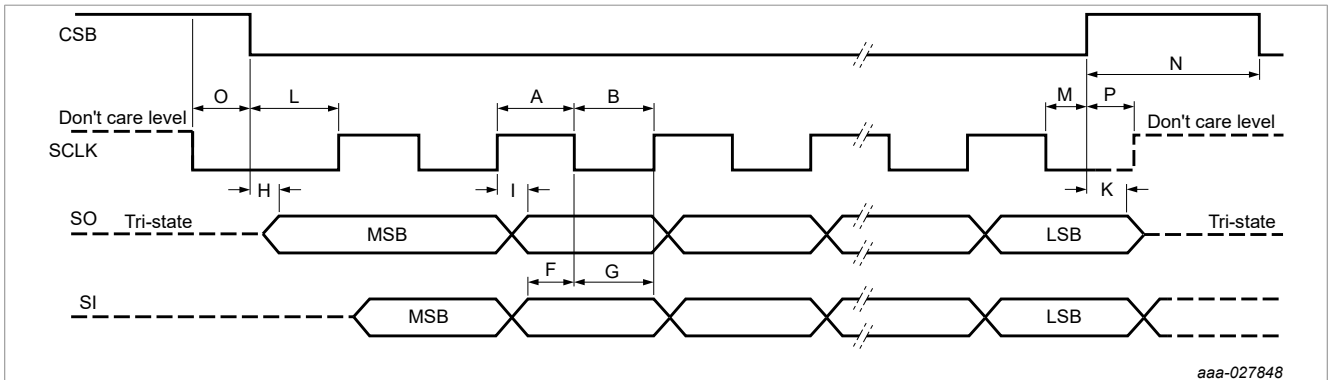 CSB
N
O
L
A
B
M
P
Don't care level
Don't care level
SCLK
H
I
K
SO
Tri-state
MSB
LSB
Tri-state
F
G
SI
MSB
LSB
aaa-027848